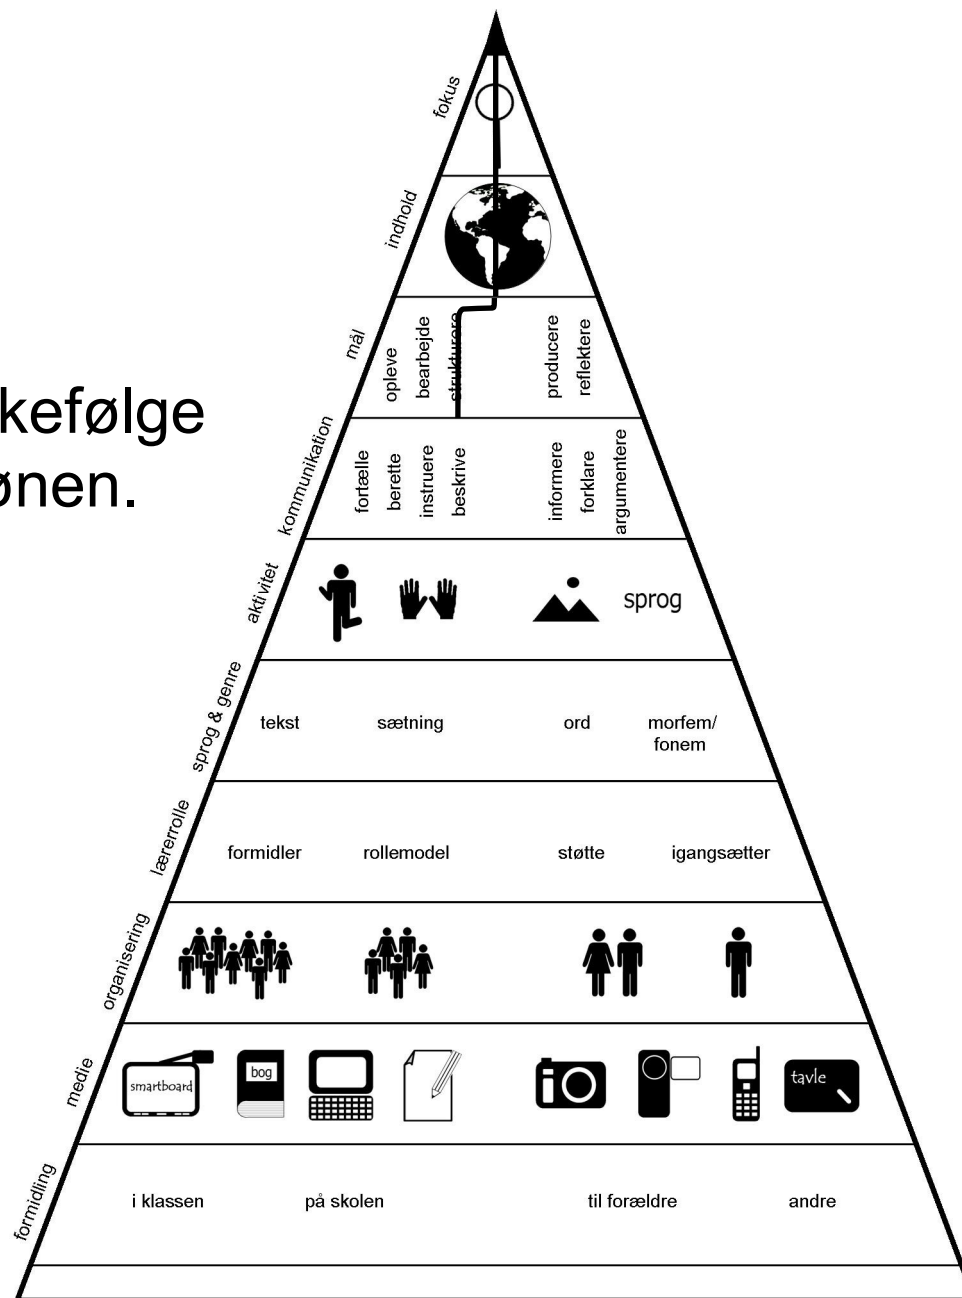 fokus
indhold
mål
opleve
bearbejde
strukturere
producere
reflektere
kefølge
ønen.
kommunikation
fortælle
berette
instruere
beskrive
informere
forklare
argumentere
aktivitet
sprog
sprog & genre
tekst sætning ord morfem/
fonem
lærerrolle
formidler rollemodel støtte igangsætter
organisering
medie
smartboard bog tavle
formidling
i klassen på skolen til forældre andre